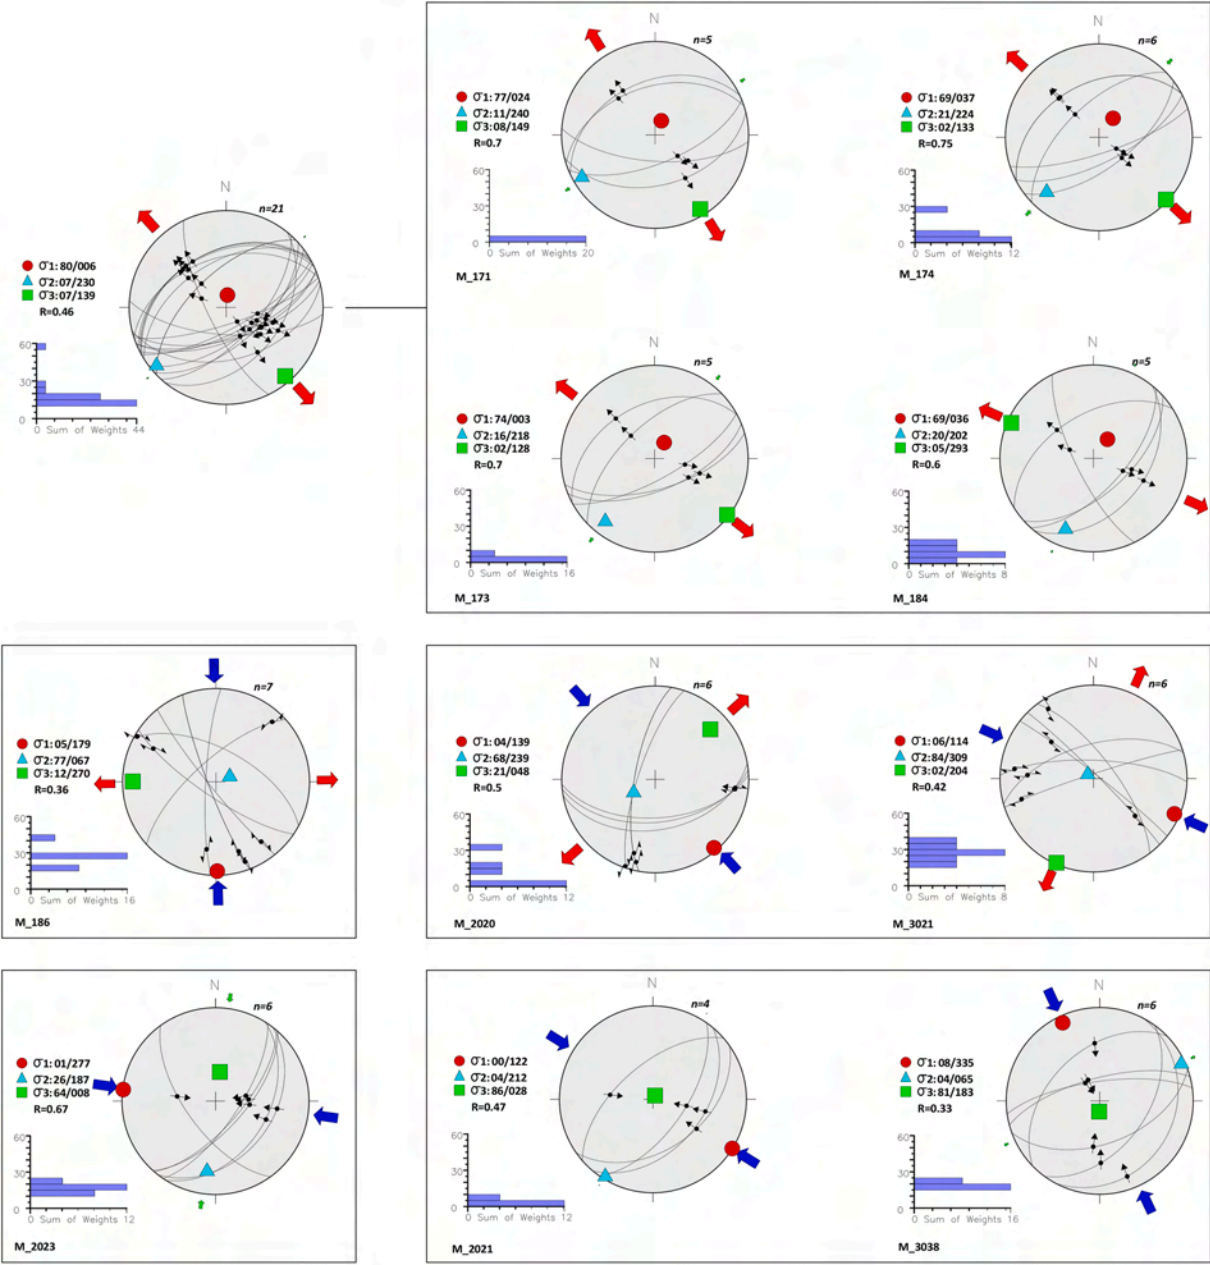 N
n=21
σ1:80/006
σ2:07/230
σ3:07/139
R=0.46
60
30
0
0 Sum of Weights 44
N
n=5
σ1:77/024
σ2:11/240
σ3:08/149
R=0.7
60
30
0
0 Sum of Weights 20
M_171
N
n=6
σ1:69/037
σ2:21/224
σ3:02/133
R=0.75
60
30
0
0 Sum of Weights 12
M_174
N
n=5
σ1:74/003
σ2:16/218
σ3:02/128
R=0.7
60
30
0
0 Sum of Weights 16
M_173
N
n=5
σ1:69/036
σ2:20/202
σ3:05/293
R=0.6
60
30
0
0 Sum of Weights 8
M_184
N
n=7
σ1:05/179
σ2:77/067
σ3:12/270
R=0.36
60
30
0
0 Sum of Weights 16
M_186
N
n=6
σ1:04/139
σ2:68/239
σ3:21/048
R=0.5
60
30
0
0 Sum of Weights 12
M_2020
N
n=6
σ1:06/114
σ2:84/309
σ3:02/204
R=0.42
60
30
0
0 Sum of Weights 8
M_3021
N
n=6
σ1:01/277
σ2:26/187
σ3:64/008
R=0.67
60
30
0
0 Sum of Weights 12
M_2023
N
n=4
σ1:00/122
σ2:04/212
σ3:86/028
R=0.47
60
30
0
0 Sum of Weights 12
M_2021
N
n=6
σ1:08/335
σ2:04/065
σ3:81/183
R=0.33
60
30
0
0 Sum of Weights 16
M_3038